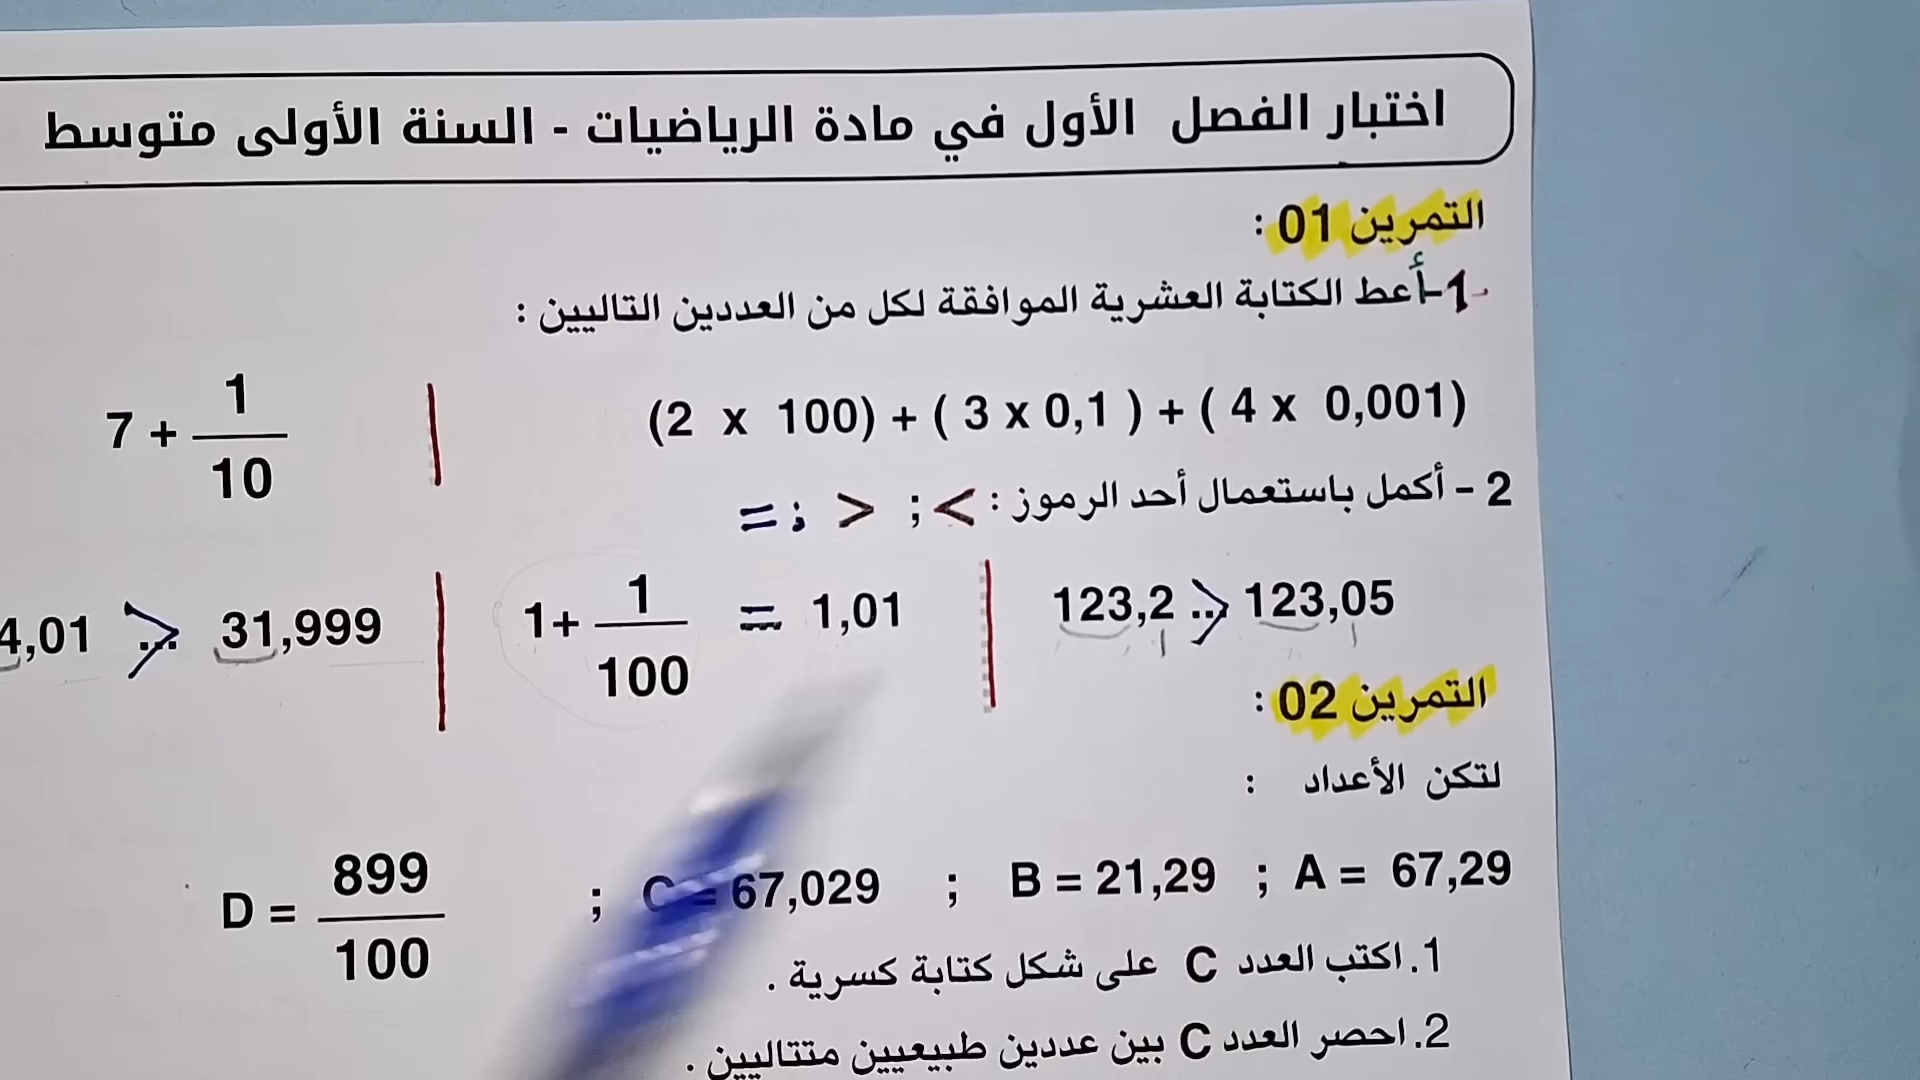 اختبار الفصل الأول في مادة الرياضيات - السنة الأولى متوسط
التمرين 01 :
1- أعط الكتابة العشرية الموافقة لكل من العددين التاليين :
(2 x 100) + ( 3 x 0,1 ) + ( 4 x 0,001) | 7 + 1/10
2 - أكمل باستعمال أحد الرموز : < ; > ; =
123,2 > 123,05 | 1+ 1/100 = 1,01 | 4,01 > 31,999
التمرين 02 :
لتكن الأعداد :
A = 67,29 ; B = 21,29 ; C = 67,029 ; D = 899/100
1. اكتب العدد C على شكل كتابة كسرية .
2. احصر العدد C بين عددين طبيعيين متتاليين .